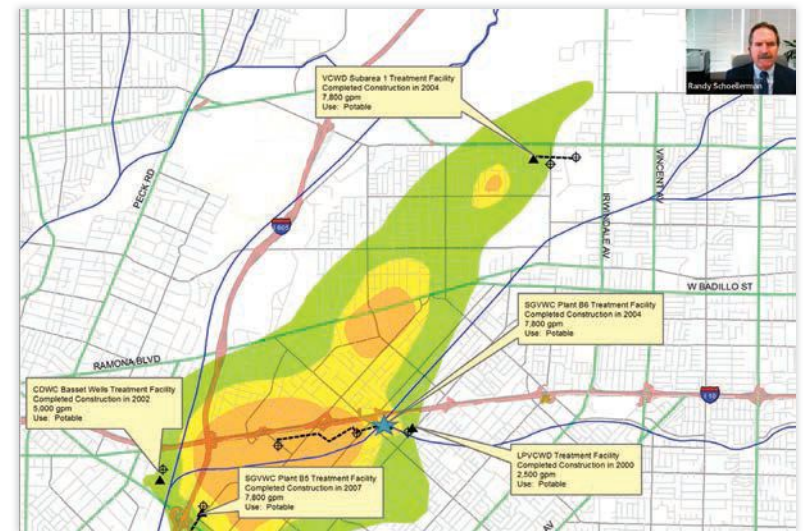 VCWD Subarea 1 Treatment Facility
Completed Construction in 2004
7,800 gpm
Use: Potable
Randy Schoellerman
PECK RD
605
VINCENT AV
IRWINDALE AV
W BADILLO ST
SGVWC Plant B6 Treatment Facility
Completed Construction in 2004
7,800 gpm
Use: Potable
RAMONA BLVD
CDWC Basset Wells Treatment Facility
Completed Construction in 2002
5,000 gpm
Use: Potable
I 10
LPVCWD Treatment Facility
Completed Construction in 2000
2,500 gpm
Use: Potable
SGVWC Plant B5 Treatment Facility
Completed Construction in 2007
7,800 gpm
Use: Potable
AV